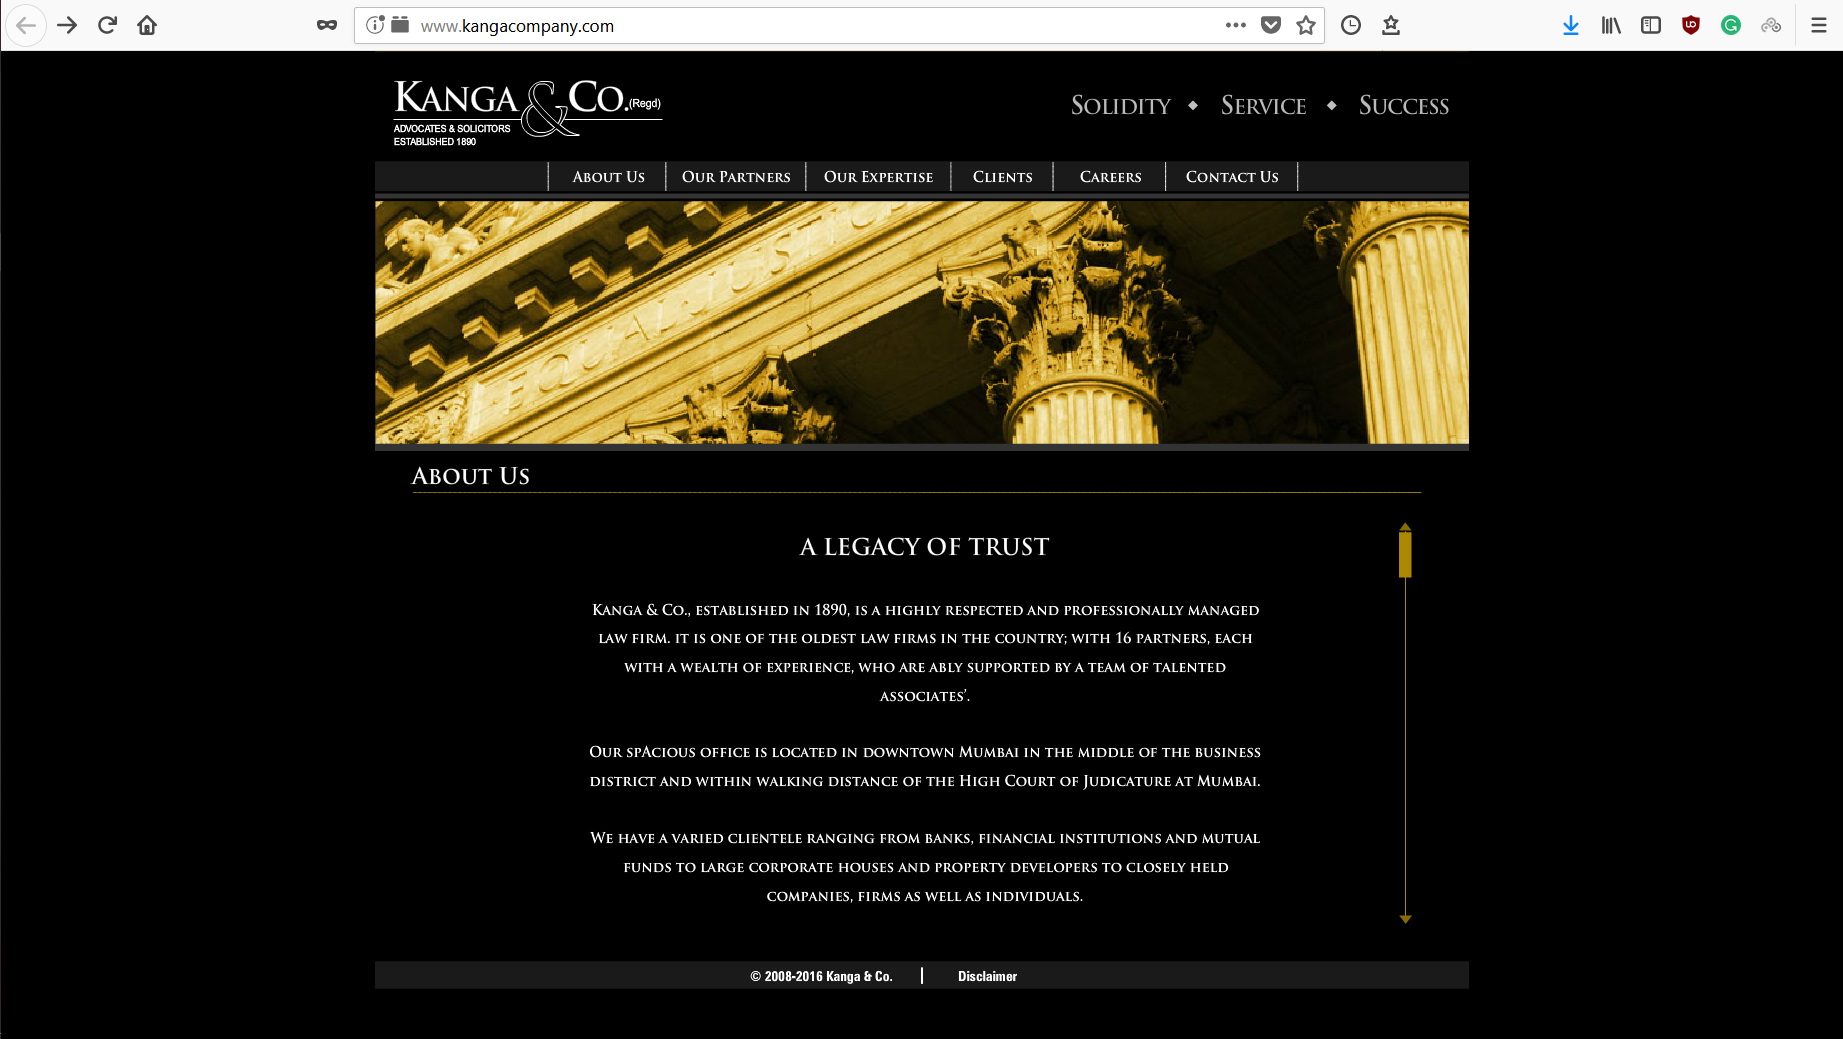 www.kangacompany.com
KANGA & CO.(Regd)
ADVOCATES & SOLICITORS
ESTABLISHED 1890
SOLIDITY ◆ SERVICE ◆ SUCCESS
ABOUT US
OUR PARTNERS
OUR EXPERTISE
CLIENTS
CAREERS
CONTACT US
ABOUT US
A LEGACY OF TRUST
KANGA & CO., ESTABLISHED IN 1890, IS A HIGHLY RESPECTED AND PROFESSIONALLY MANAGED
LAW FIRM. IT IS ONE OF THE OLDEST LAW FIRMS IN THE COUNTRY; WITH 16 PARTNERS, EACH
WITH A WEALTH OF EXPERIENCE, WHO ARE ABLY SUPPORTED BY A TEAM OF TALENTED
ASSOCIATES'.
OUR SPACIOUS OFFICE IS LOCATED IN DOWNTOWN MUMBAI IN THE MIDDLE OF THE BUSINESS
DISTRICT AND WITHIN WALKING DISTANCE OF THE HIGH COURT OF JUDICATURE AT MUMBAI.
WE HAVE A VARIED CLIENTELE RANGING FROM BANKS, FINANCIAL INSTITUTIONS AND MUTUAL
FUNDS TO LARGE CORPORATE HOUSES AND PROPERTY DEVELOPERS TO CLOSELY HELD
COMPANIES, FIRMS AS WELL AS INDIVIDUALS.
© 2008-2016 Kanga & Co. | Disclaimer